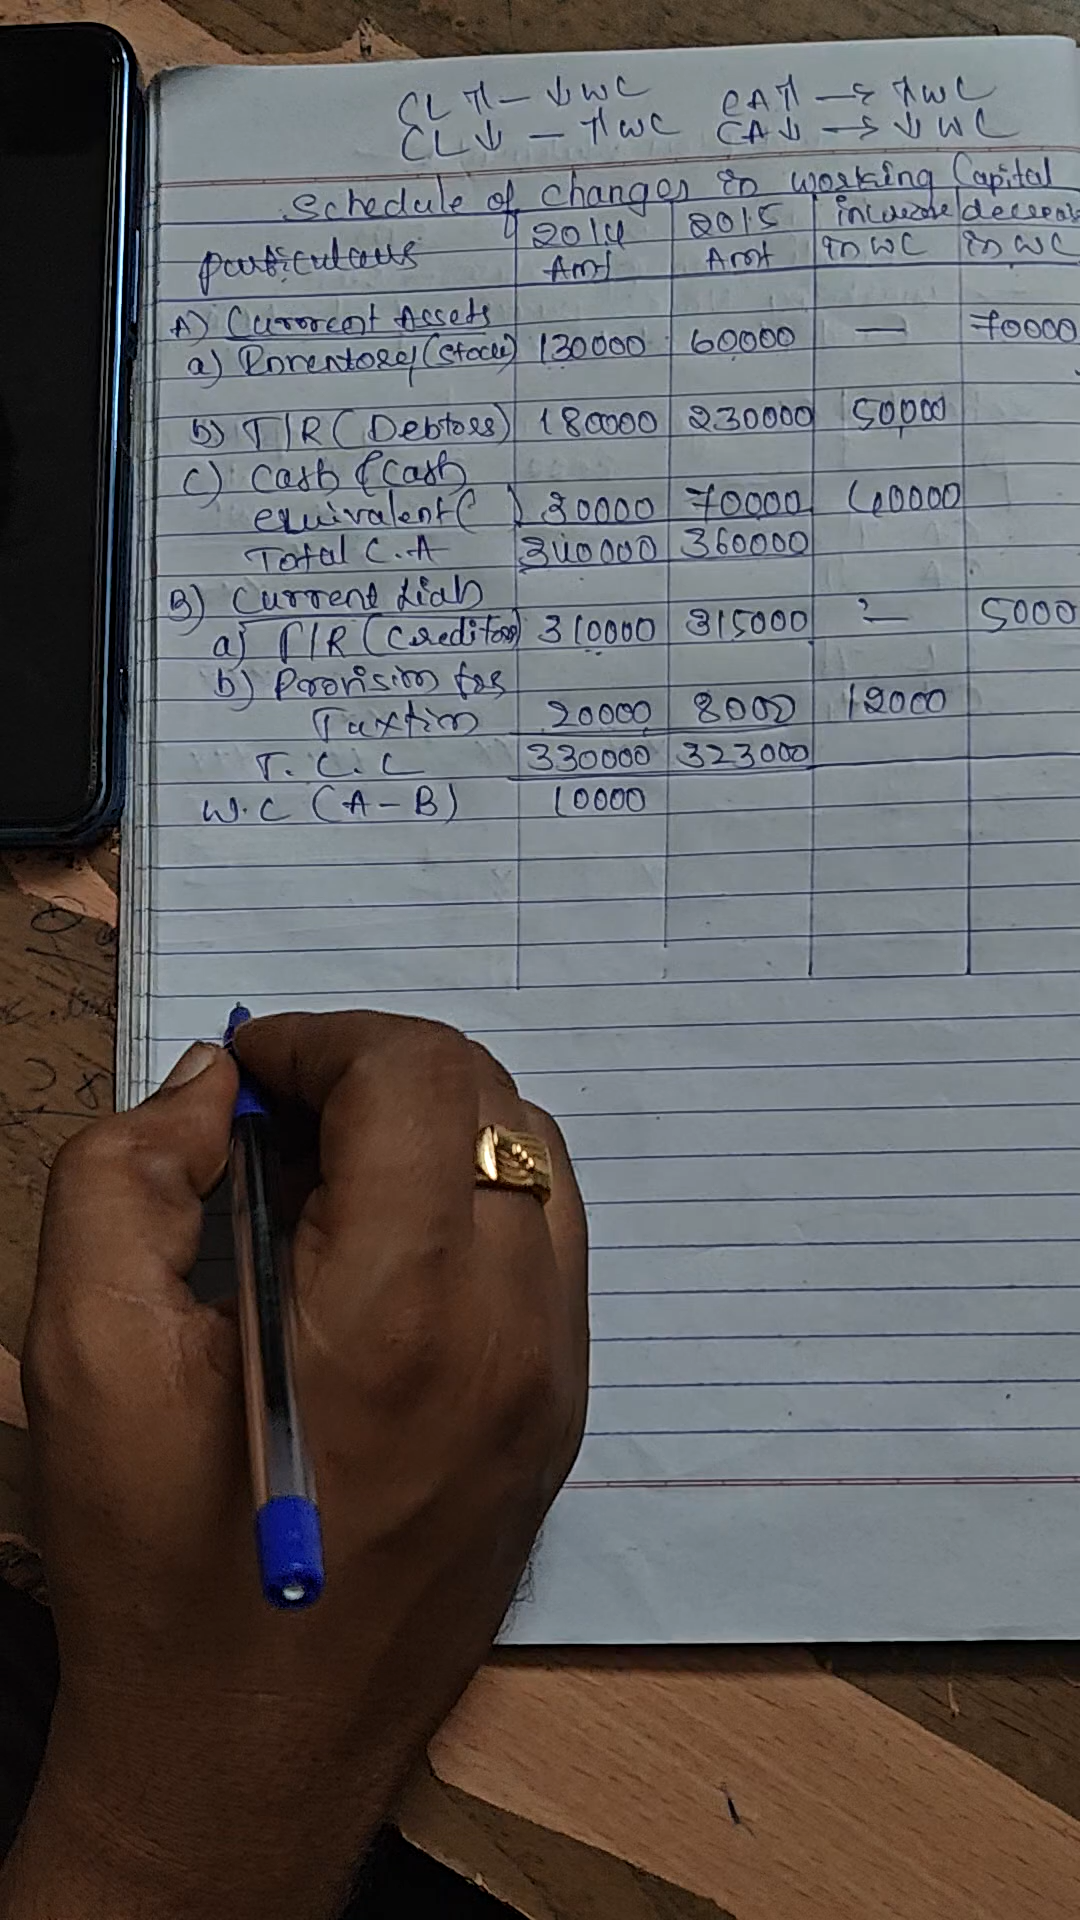 CL ↑ — ↓ WC CA ↑ → ↑ WC
CL ↓ — ↑ WC CA ↓ → ↓ WC
Schedule of changes in working Capital
particulars 2014 Amt 2015 Amt increase in WC decrease in WC
A) Current Assets
a) Inventory (Stock) 130000 60000 — 70000
b) T/R (Debtors) 180000 230000 50000
c) Cash & Cash
equivalent ( ) 30000 70000 40000
Total C.A 340000 360000
B) Current Liab
a) T/R (Creditors) 310000 315000 — 5000
b) Provision for
Taxtion 20000 8000 12000
T. C. L 330000 323000
W.C (A-B) 10000